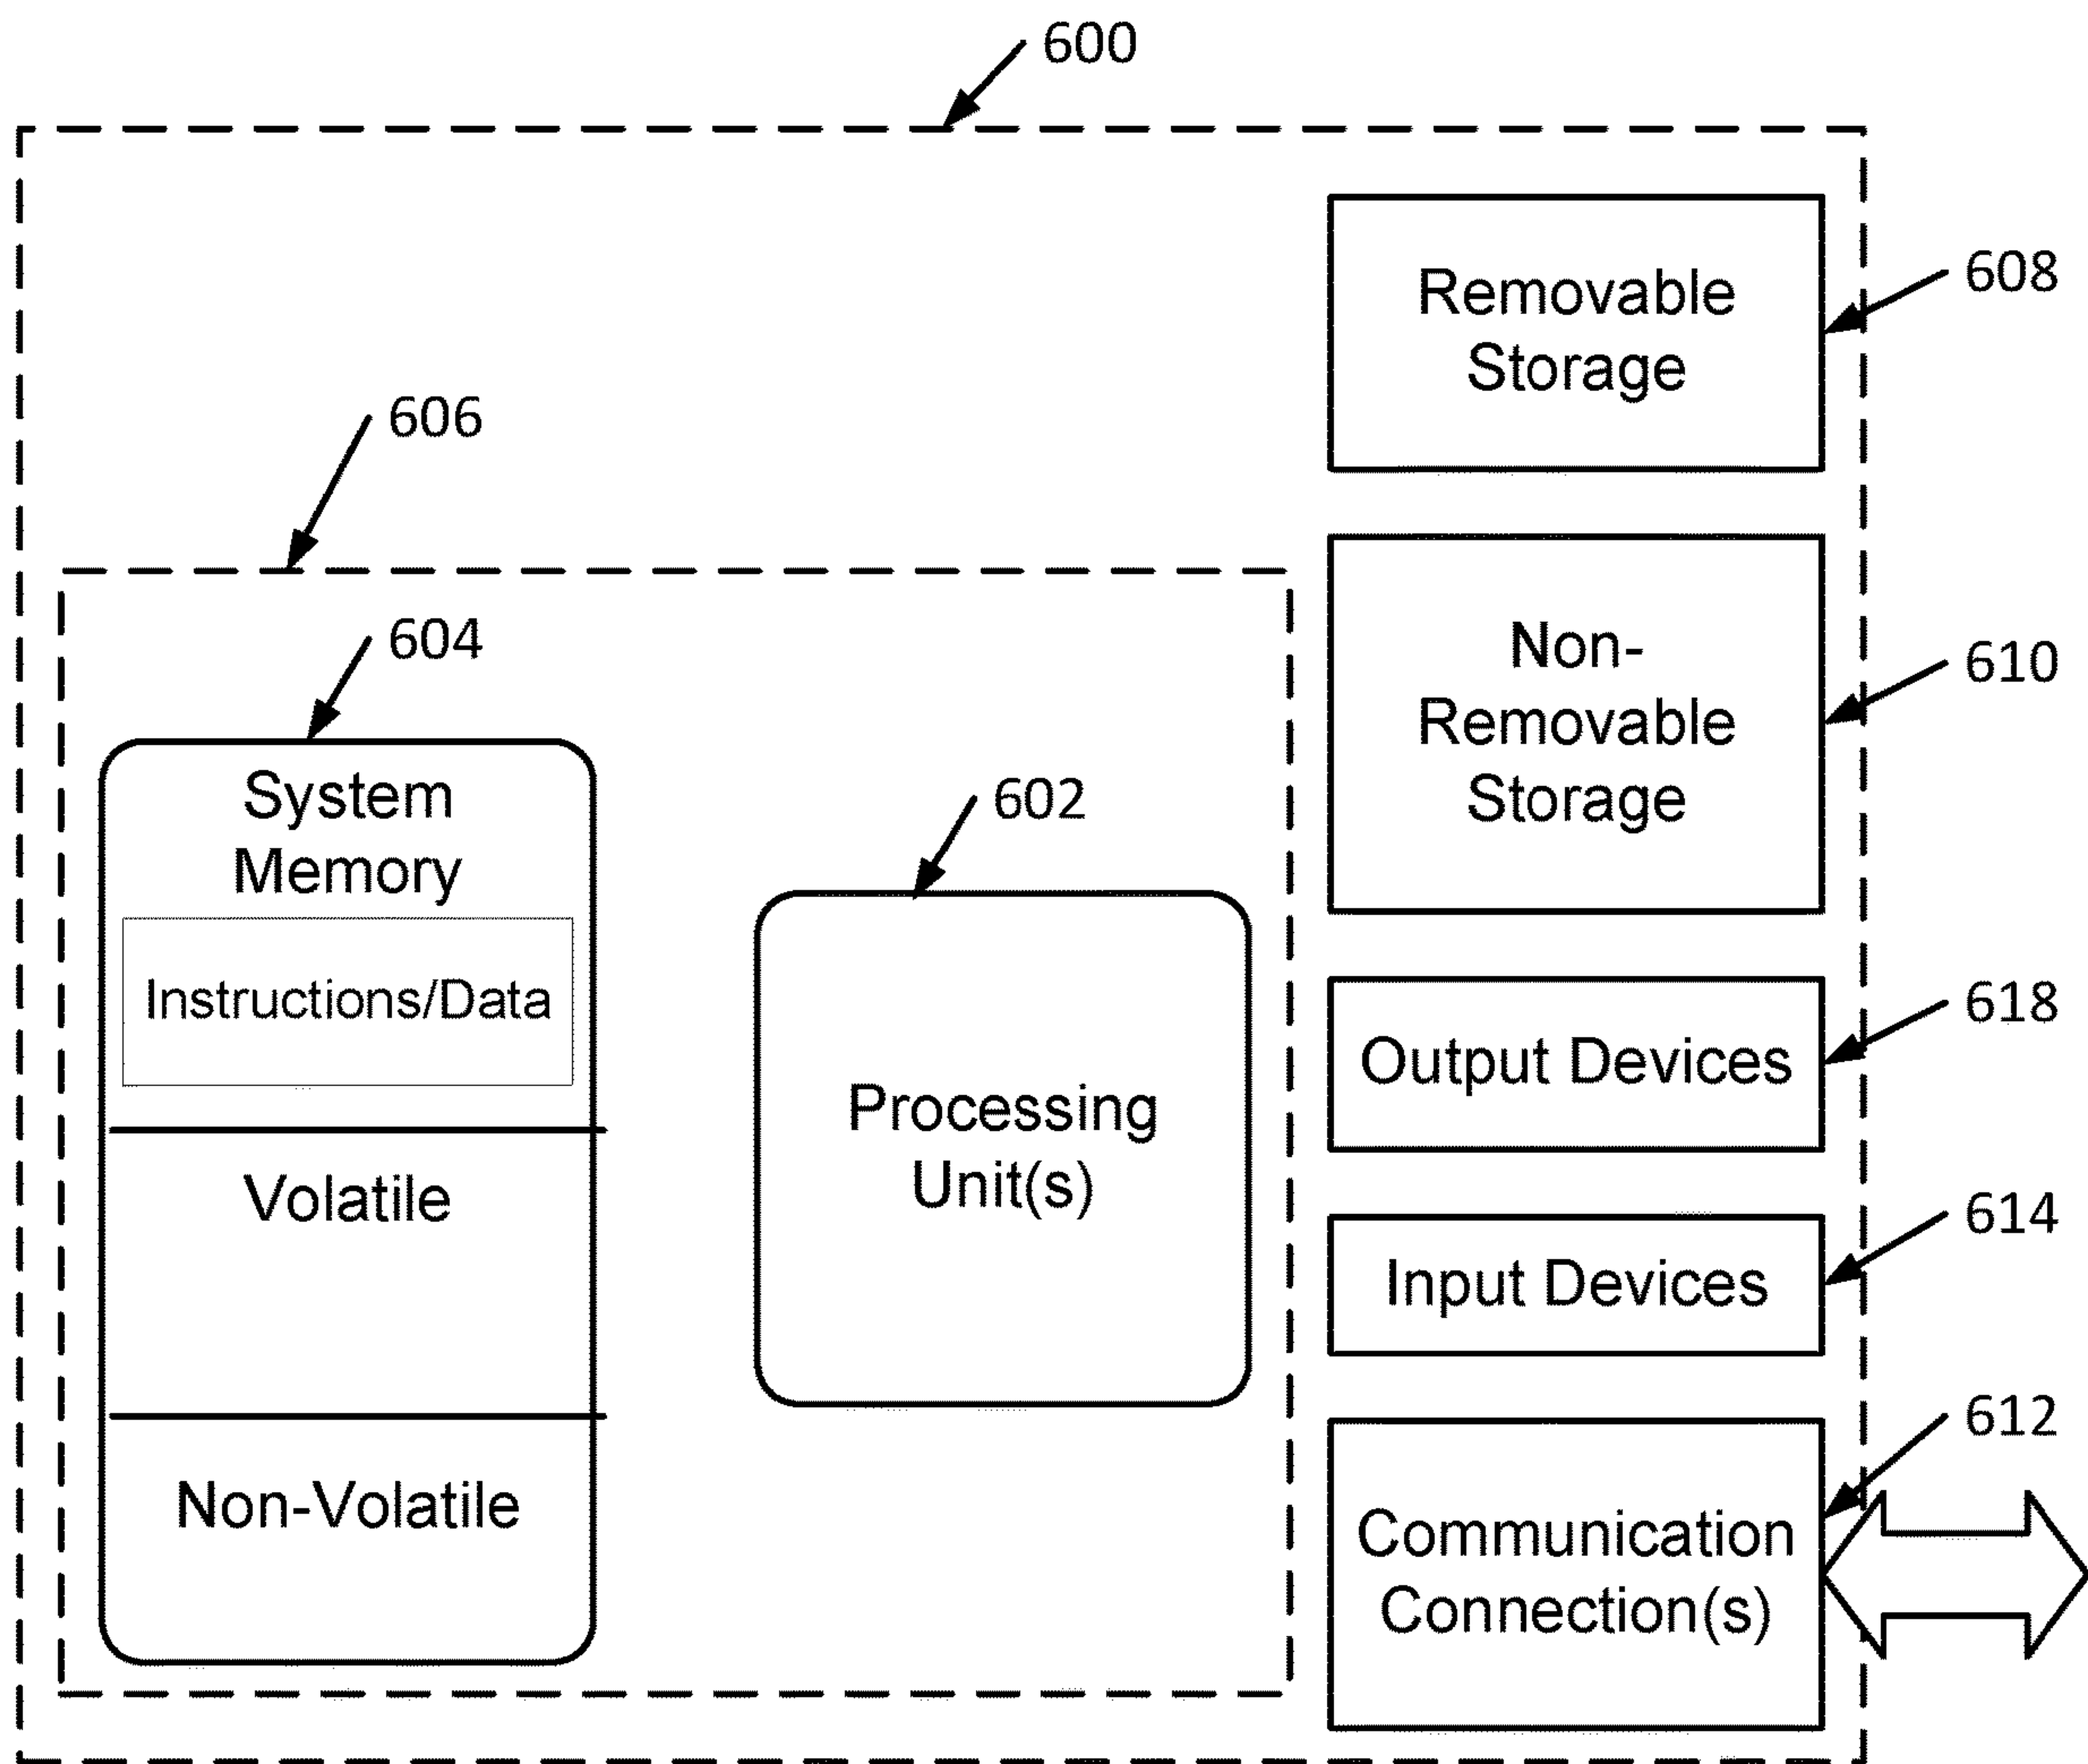 600
Removable
Storage
608
606
Non-
Removable
Storage
610
604
System
Memory
Instructions/Data
Volatile
Non-Volatile
602
Processing
Unit(s)
Output Devices
618
Input Devices
614
612
Communication
Connection(s)